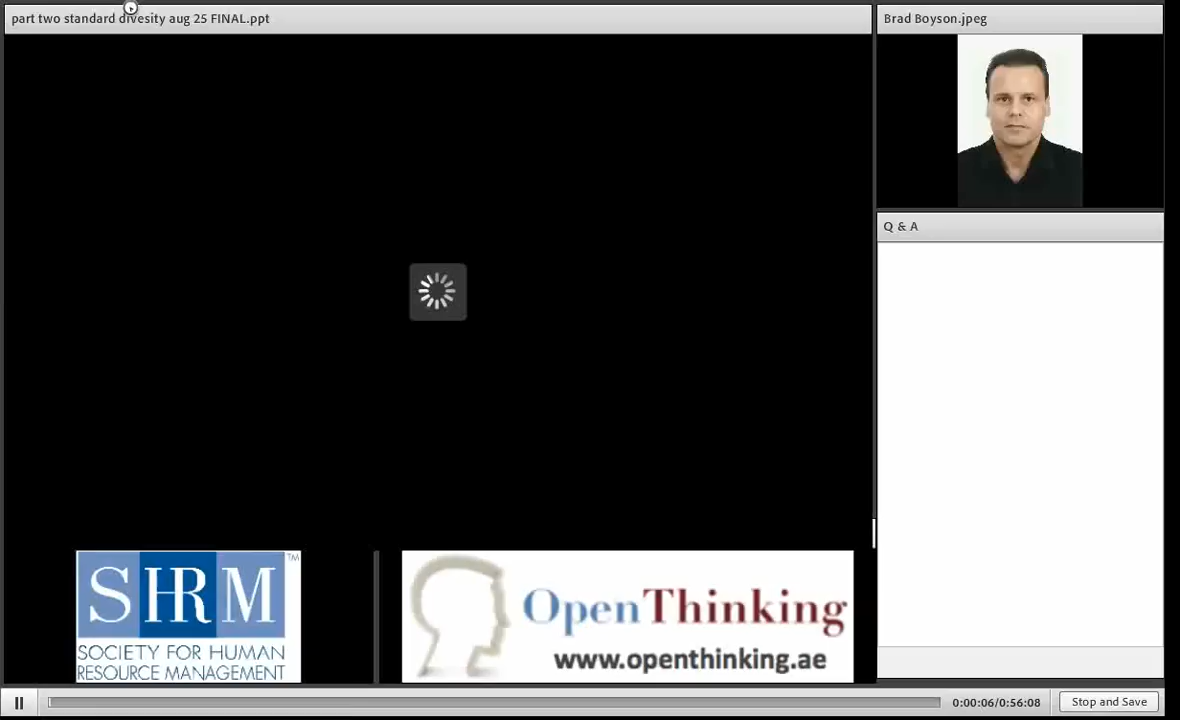 part two standard divesity aug 25 FINAL.ppt
Brad Boyson.jpeg
Q & A
SHRM™
SOCIETY FOR HUMAN
RESOURCE MANAGEMENT
OpenThinking
www.openthinking.ae
0:00:06/0:56:08
Stop and Save